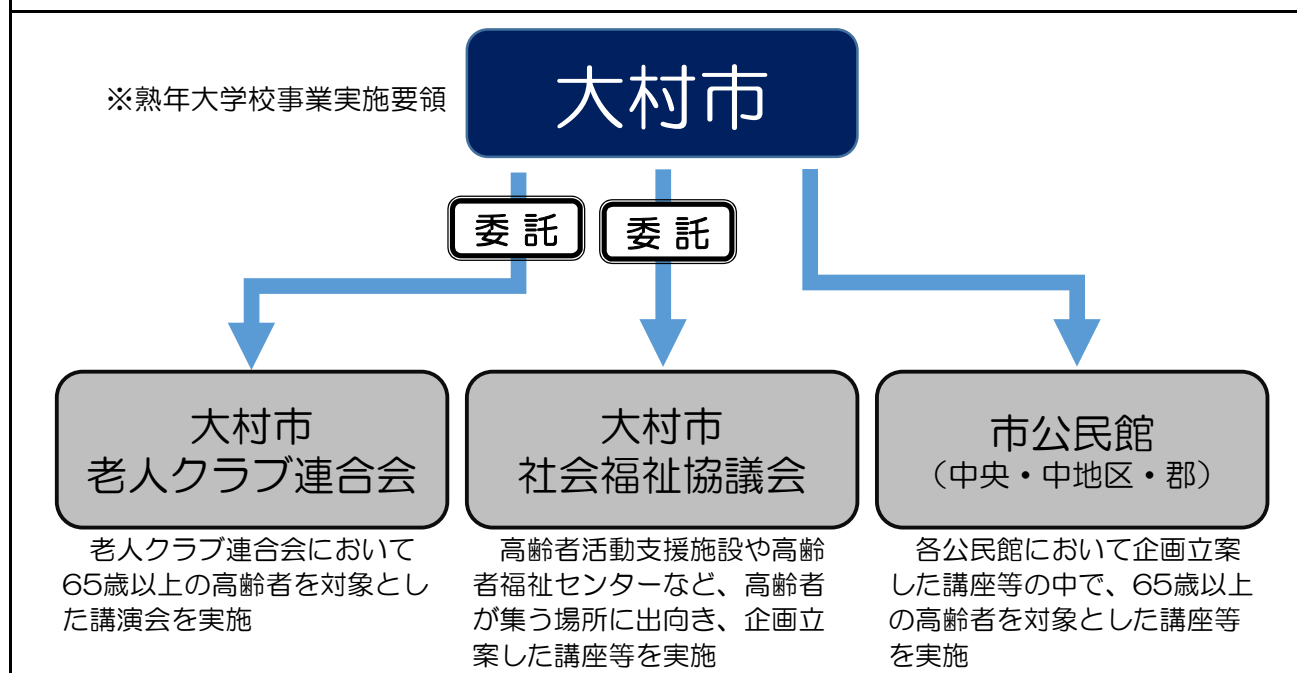 ※熟年大学校事業実施要領
大村市
委託
委託
大村市
老人クラブ連合会
大村市
社会福祉協議会
市公民館
（中央・中地区・郡）
老人クラブ連合会において
65歳以上の高齢者を対象とし
た講演会を実施
高齢者活動支援施設や高齢
者福祉センターなど、高齢者
が集う場所に出向き、企画立
案した講座等を実施
各公民館において企画立案
した講座等の中で、65歳以上
の高齢者を対象とした講座等
を実施